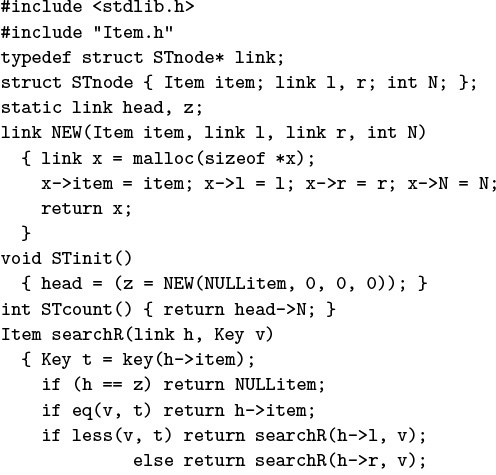 #include <stdlib.h>
#include "Item.h"
typedef struct STnode* link;
struct STnode { Item item; link l, r; int N; };
static link head, z;
link NEW(Item item, link l, link r, int N)
  { link x = malloc(sizeof *x);
    x->item = item; x->l = l; x->r = r; x->N = N;
    return x;
  }
void STinit()
  { head = (z = NEW(NULLitem, 0, 0, 0)); }
int STcount() { return head->N; }
Item searchR(link h, Key v)
  { Key t = key(h->item);
    if (h == z) return NULLitem;
    if eq(v, t) return h->item;
    if less(v, t) return searchR(h->l, v);
             else return searchR(h->r, v);